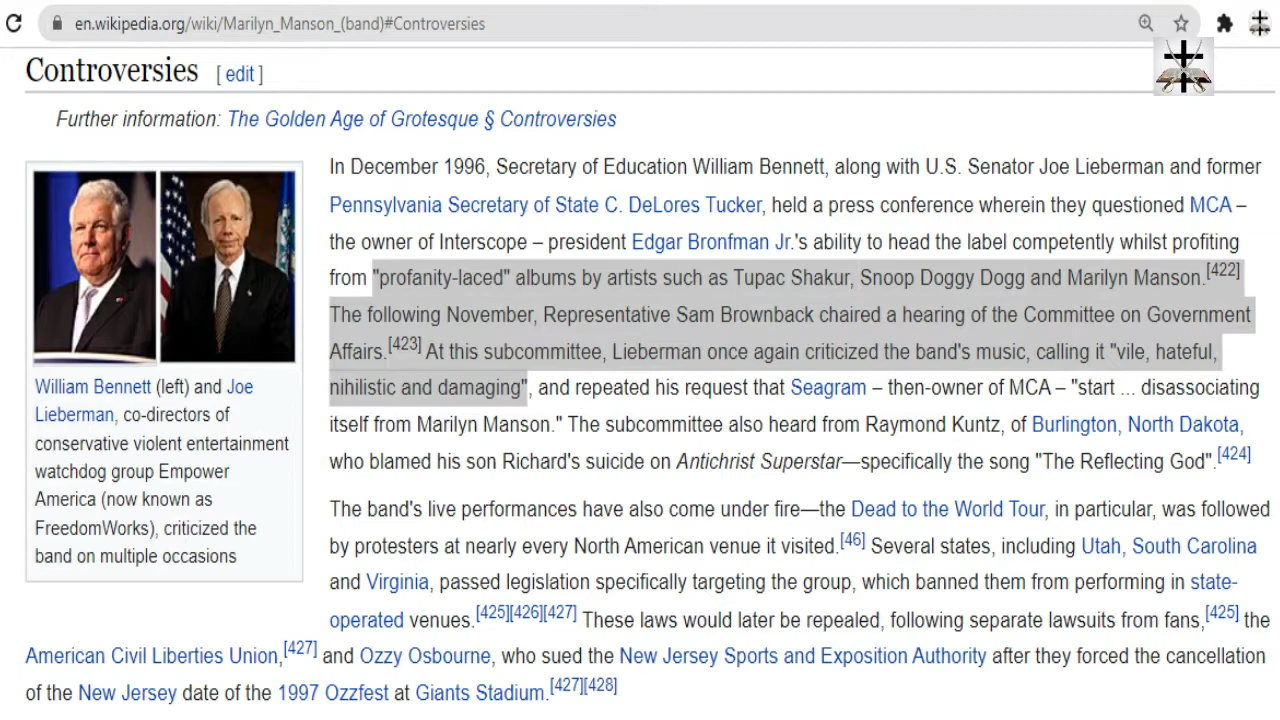 en.wikipedia.org/wiki/Marilyn_Manson_(band)#Controversies
Controversies [ edit ]
Further information: The Golden Age of Grotesque § Controversies
William Bennett (left) and Joe
Lieberman, co-directors of
conservative violent entertainment
watchdog group Empower
America (now known as
FreedomWorks), criticized the
band on multiple occasions
In December 1996, Secretary of Education William Bennett, along with U.S. Senator Joe Lieberman and former
Pennsylvania Secretary of State C. DeLores Tucker, held a press conference wherein they questioned MCA –
the owner of Interscope – president Edgar Bronfman Jr.'s ability to head the label competently whilst profiting
from "profanity-laced" albums by artists such as Tupac Shakur, Snoop Doggy Dogg and Marilyn Manson.[422]
The following November, Representative Sam Brownback chaired a hearing of the Committee on Government
Affairs.[423] At this subcommittee, Lieberman once again criticized the band's music, calling it "vile, hateful,
nihilistic and damaging", and repeated his request that Seagram – then-owner of MCA – "start ... disassociating
itself from Marilyn Manson." The subcommittee also heard from Raymond Kuntz, of Burlington, North Dakota,
who blamed his son Richard's suicide on Antichrist Superstar—specifically the song "The Reflecting God".[424]
The band's live performances have also come under fire—the Dead to the World Tour, in particular, was followed
by protesters at nearly every North American venue it visited.[46] Several states, including Utah, South Carolina
and Virginia, passed legislation specifically targeting the group, which banned them from performing in state-
operated venues.[425][426][427] These laws would later be repealed, following separate lawsuits from fans,[425] the
American Civil Liberties Union,[427] and Ozzy Osbourne, who sued the New Jersey Sports and Exposition Authority after they forced the cancellation
of the New Jersey date of the 1997 Ozzfest at Giants Stadium.[427][428]